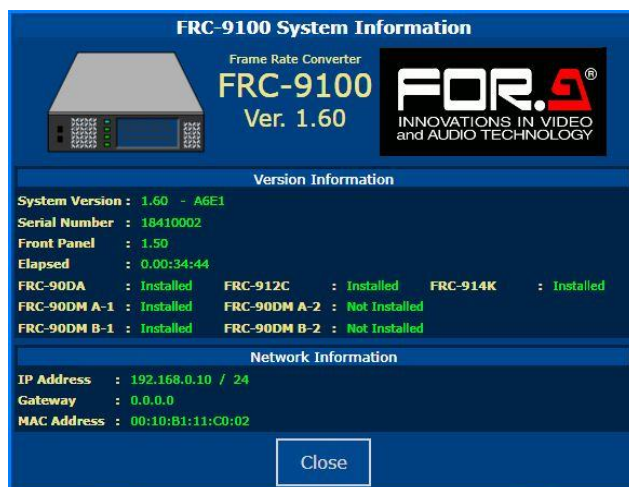 FRC-9100 System Information
Frame Rate Converter
FRC-9100
Ver. 1.60
FOR.A®
INNOVATIONS IN VIDEO
and AUDIO TECHNOLOGY
Version Information
System Version : 1.60 - A6E1
Serial Number : 18410002
Front Panel : 1.50
Elapsed : 0.00:34:44
FRC-90DA : Installed FRC-912C : Installed FRC-914K : Installed
FRC-90DM A-1 : Installed FRC-90DM A-2 : Not Installed
FRC-90DM B-1 : Installed FRC-90DM B-2 : Not Installed
Network Information
IP Address : 192.168.0.10 / 24
Gateway : 0.0.0.0
MAC Address : 00:10:B1:11:C0:02
Close